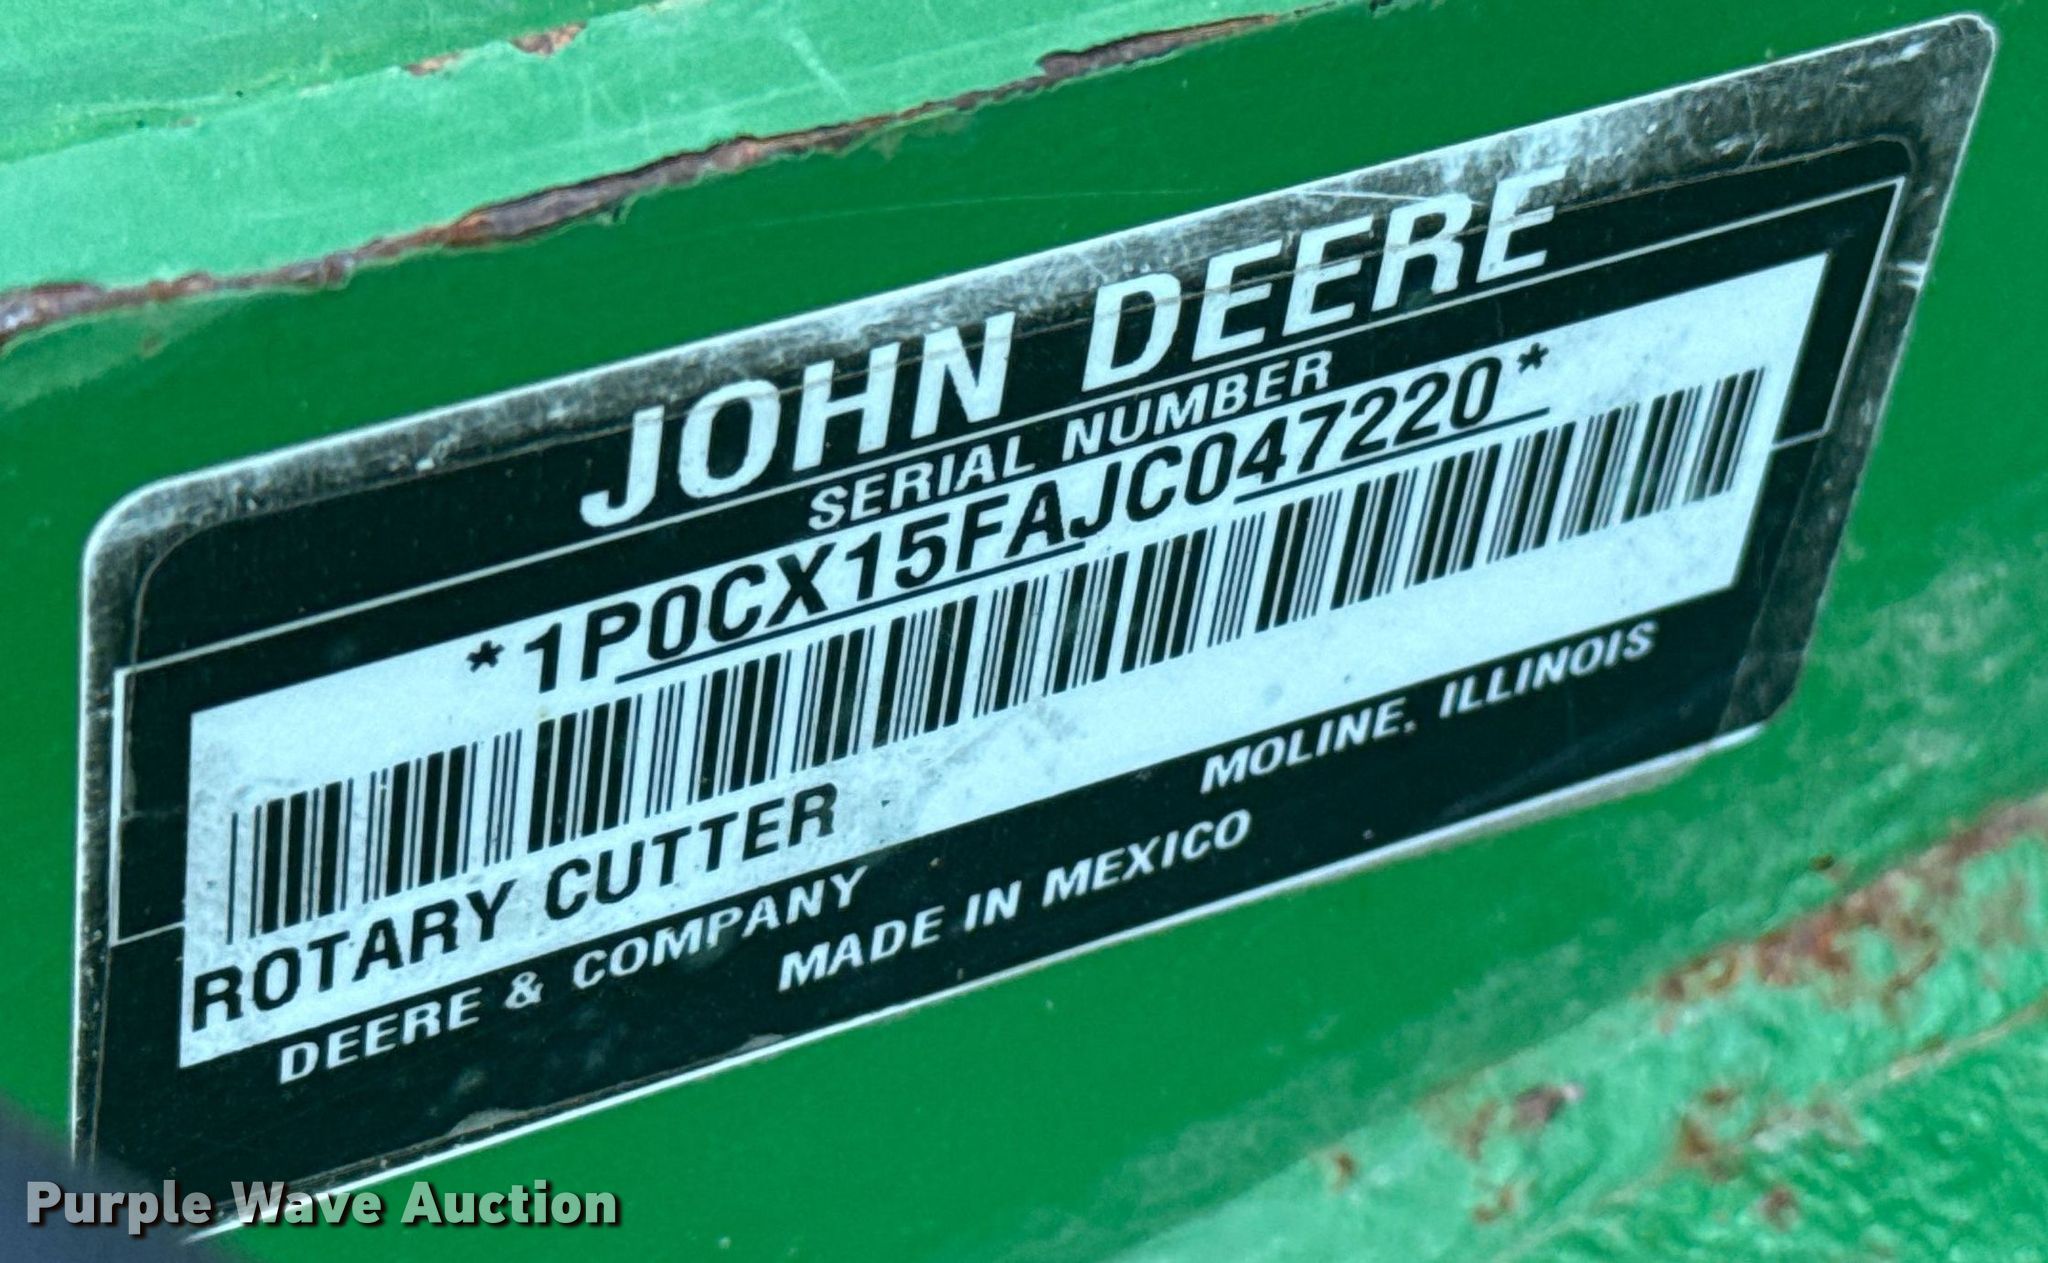 JOHN DEERE
SERIAL NUMBER
*1P0CX15FAJC047220*
ROTARY CUTTER
DEERE & COMPANY MOLINE, ILLINOIS
MADE IN MEXICO
Purple Wave Auction